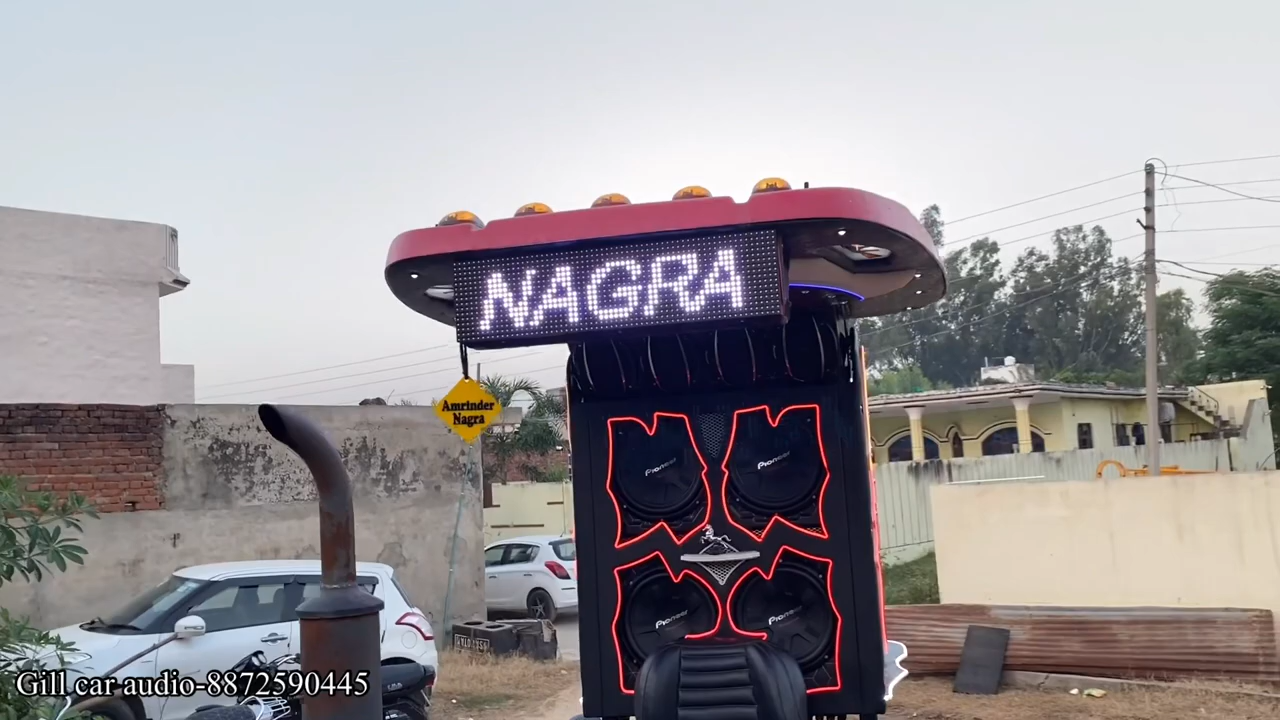 NAGRA
Amrinder
Nagra
Pioneer
Pioneer
Pioneer
Pioneer
Gill car audio-8872590445